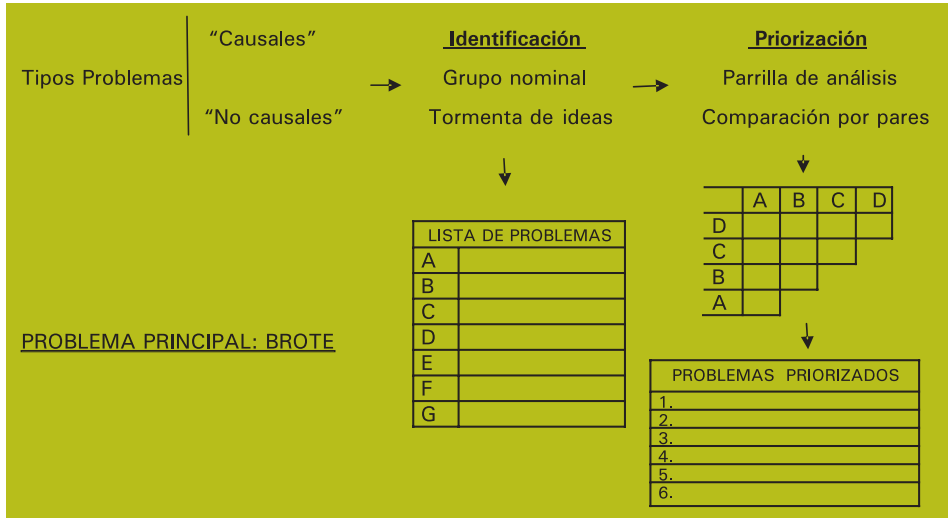 Tipos Problemas
“Causales”
“No causales”
Identificación
Grupo nominal
Tormenta de ideas
Priorización
Parrilla de análisis
Comparación por pares
LISTA DE PROBLEMAS
A
B
C
D
E
F
G
A B C D
D
C
B
A
PROBLEMA PRINCIPAL: BROTE
PROBLEMAS PRIORIZADOS
1.
2.
3.
4.
5.
6.